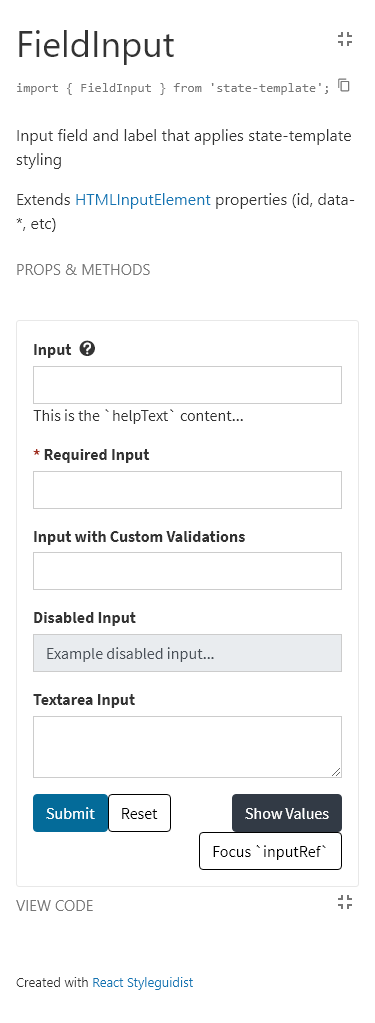 FieldInput
import { FieldInput } from 'state-template';
Input field and label that applies state-template
styling
Extends HTMLInputElement properties (id, data-
*, etc)
PROPS & METHODS
Input
This is the `helpText` content...
* Required Input
Input with Custom Validations
Disabled Input
Example disabled input...
Textarea Input
Submit Reset Show Values
Focus `inputRef`
VIEW CODE
Created with React Styleguidist